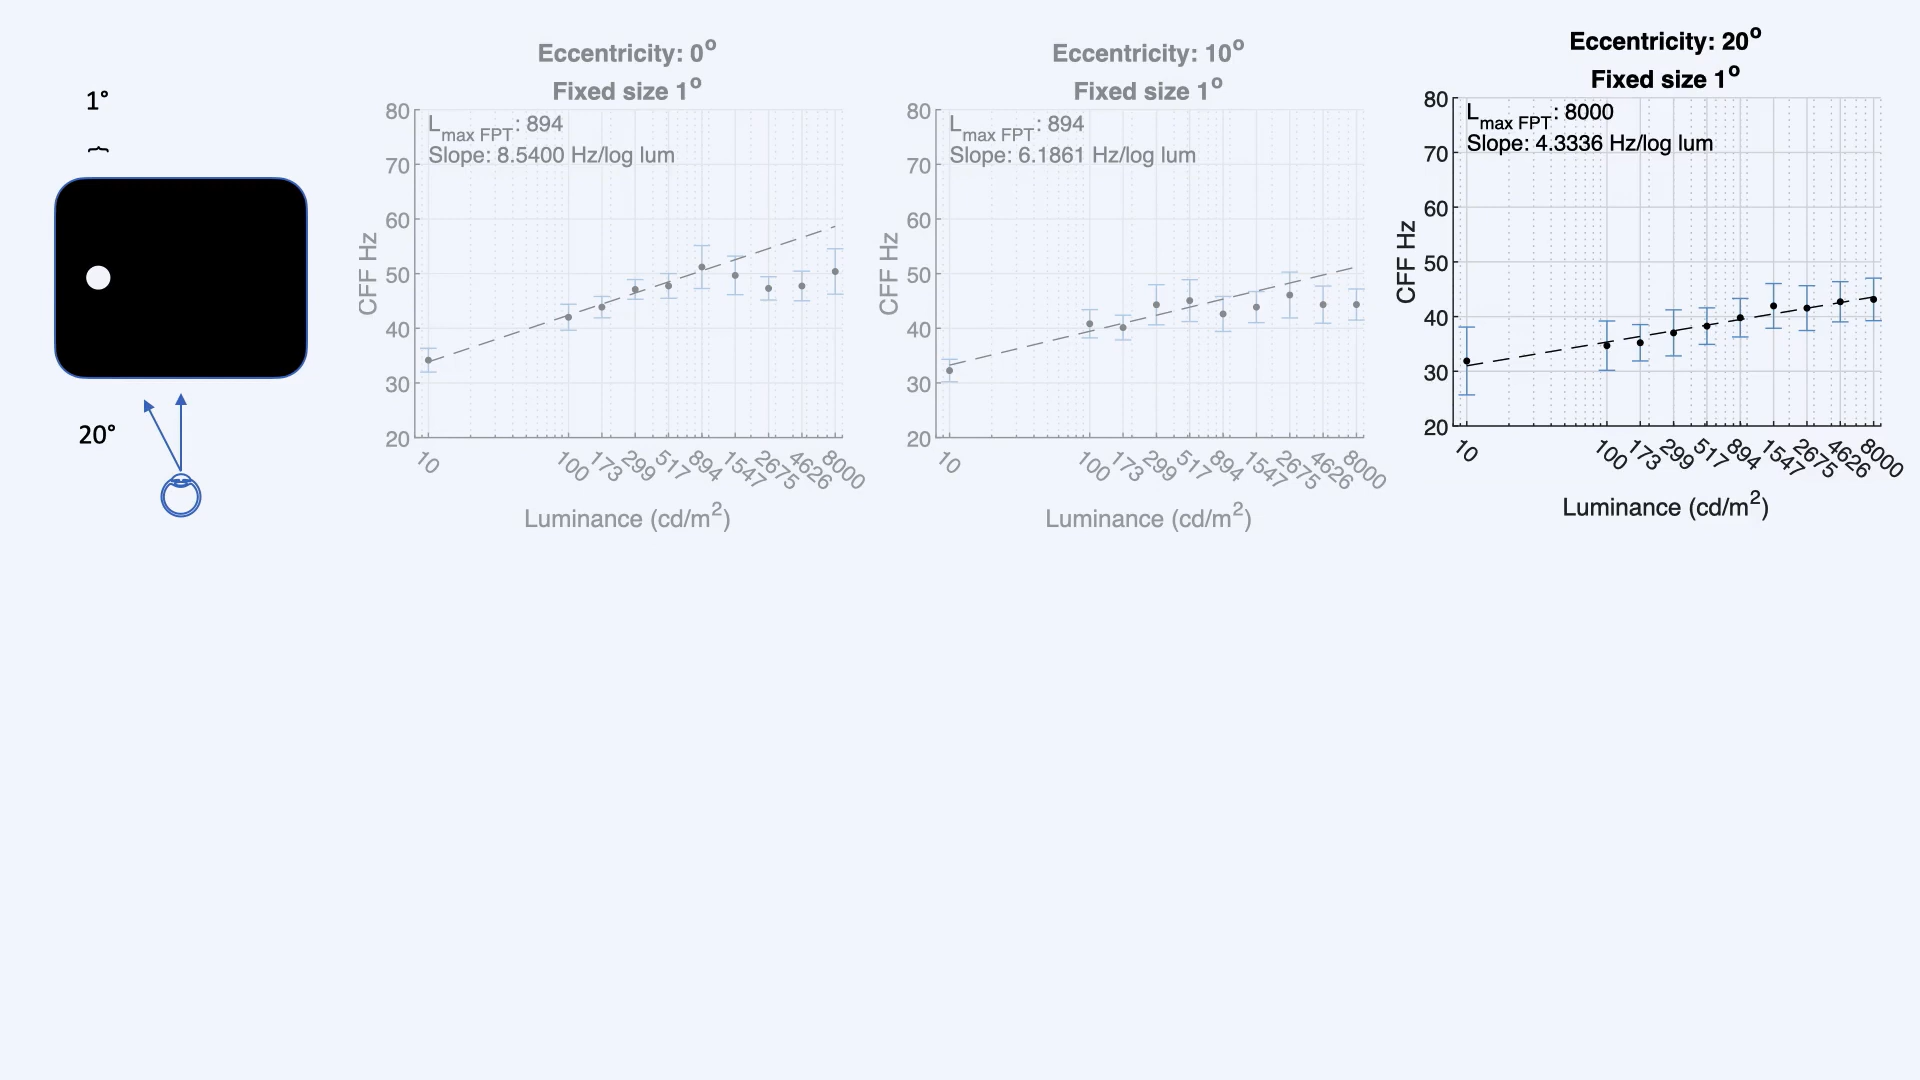 1°
20°
Eccentricity: 0°
Fixed size 1°
L max FPT: 894
Slope: 8.5400 Hz/log lum
CFF Hz
80
70
60
50
40
30
20
10 100 173 299 517 894 1547 2675 4626 8000
Luminance (cd/m²)
Eccentricity: 10°
Fixed size 1°
L max FPT: 894
Slope: 6.1861 Hz/log lum
CFF Hz
80
70
60
50
40
30
20
10 100 173 299 517 894 1547 2675 4626 8000
Luminance (cd/m²)
Eccentricity: 20°
Fixed size 1°
L max FPT: 8000
Slope: 4.3336 Hz/log lum
CFF Hz
80
70
60
50
40
30
20
10 100 173 299 517 894 1547 2675 4626 8000
Luminance (cd/m²)